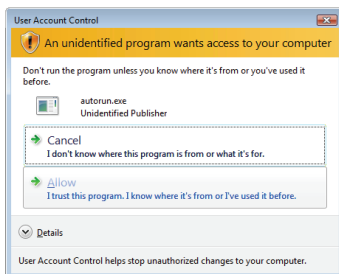 User Account Control
An unidentified program wants access to your computer
Don't run the program unless you know where it's from or you've used it
before.
autorun.exe
Unidentified Publisher
Cancel
I don't know where this program is from or what it's for.
Allow
I trust this program. I know where it's from or I've used it before.
Details
User Account Control helps stop unauthorized changes to your computer.